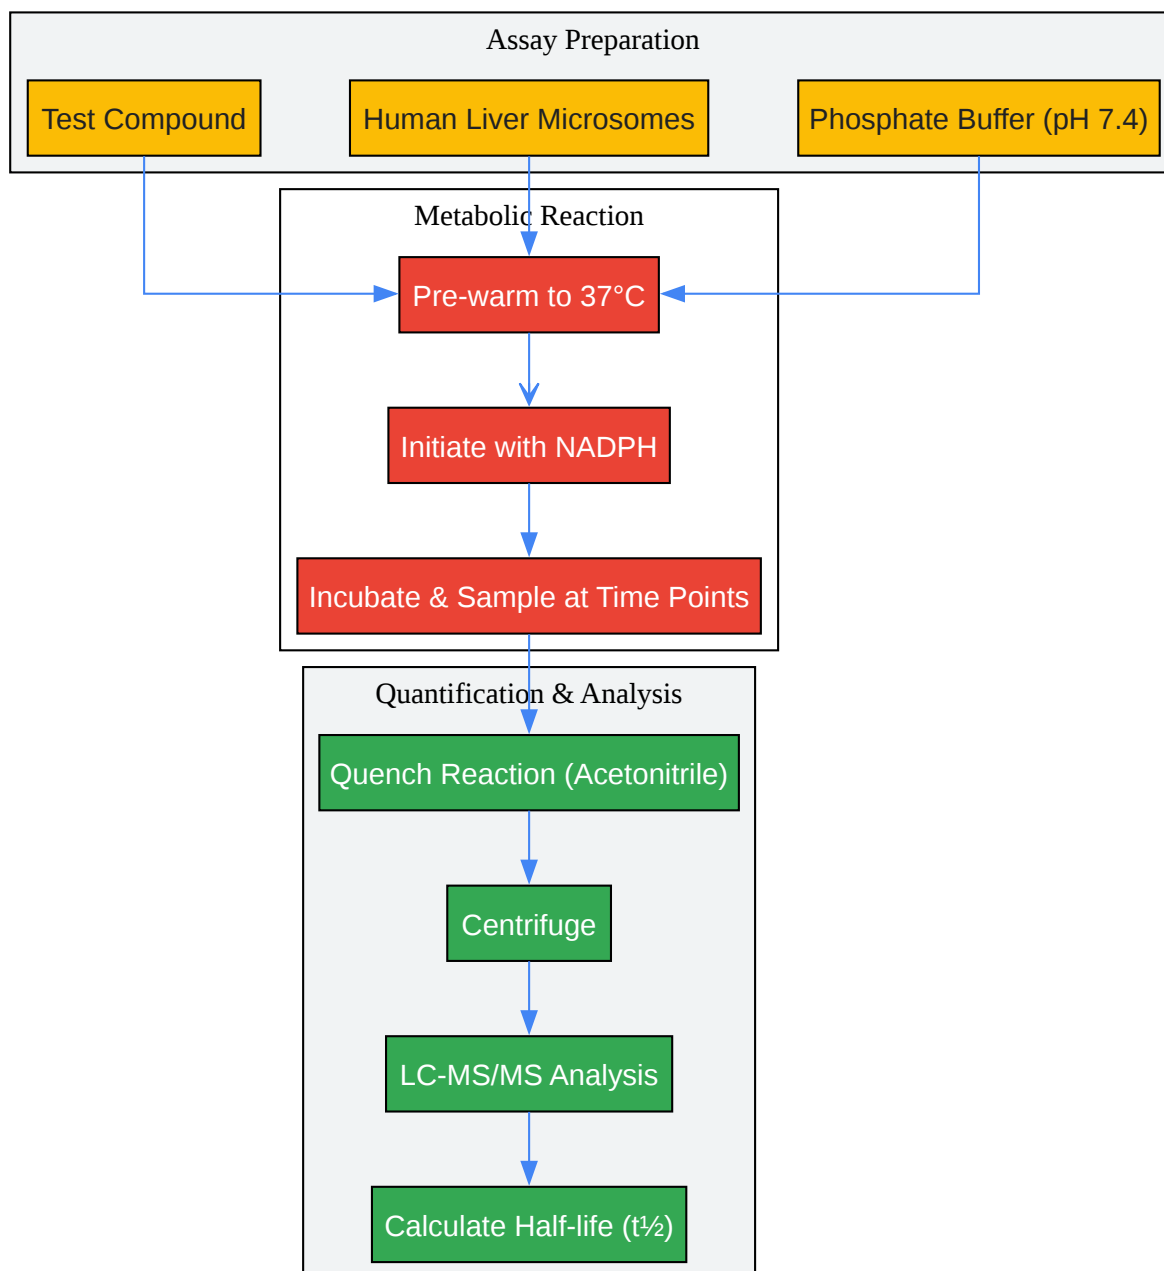 Assay Preparation
Test Compound
Human Liver Microsomes
Phosphate Buffer (pH 7.4)
Metabolic Reaction
Pre-warm to 37°C
Initiate with NADPH
Incubate & Sample at Time Points
Quantification & Analysis
Quench Reaction (Acetonitrile)
Centrifuge
LC-MS/MS Analysis
Calculate Half-life (t½)